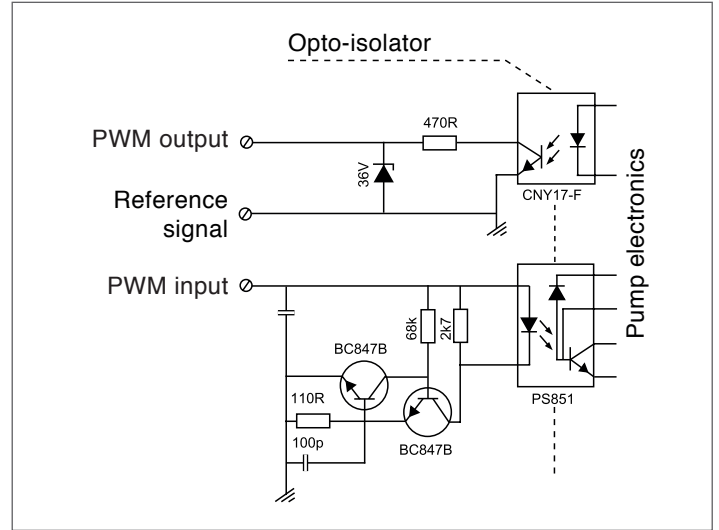 Opto-isolator
470R
PWM output
36V
CNY17-F
Reference
signal
Pump electronics
PWM input
68k
2k7
BC847B
110R
PS851
100p
BC847B